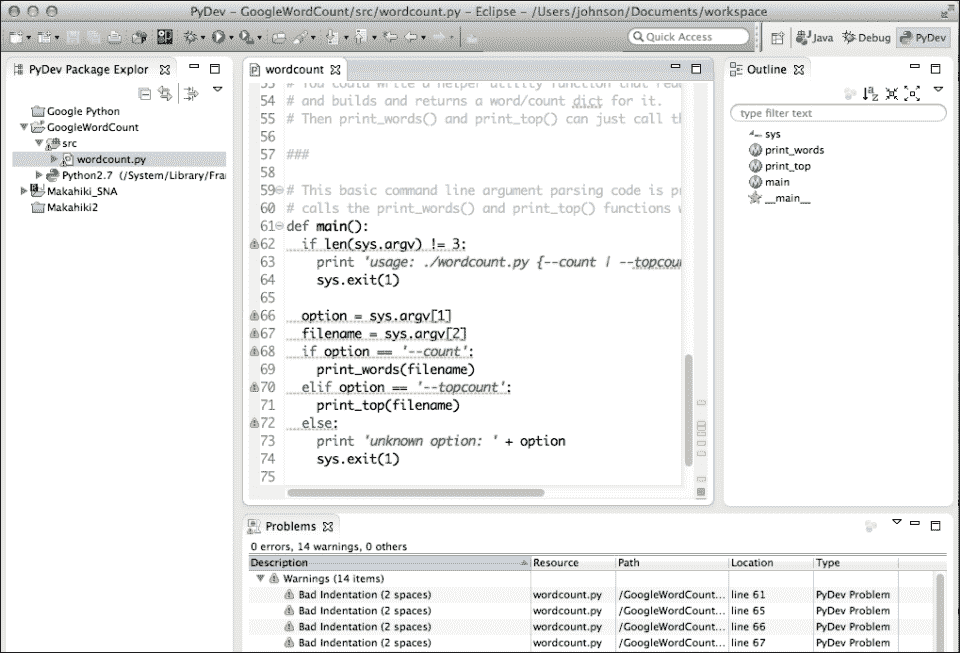 PyDev - GoogleWordCount/src/wordcount.py - Eclipse - /Users/johnson/Documents/workspace
Quick Access
Java
Debug
PyDev
PyDev Package Explor
Google Python
GoogleWordCount
src
wordcount.py
Python2.7 (/System/Library/Fra
Makahiki_SNA
Makahiki2
wordcount
54 # and builds and returns a word/count dict for it.
55 # Then print_words() and print_top() can just call th
56
57 ###
58
59 # This basic command line argument parsing code is p
60 # calls the print_words() and print_top() functions w
61 def main():
62 if len(sys.argv) != 3:
63 print 'usage: ./wordcount.py {--count | --topcou
64 sys.exit(1)
65
66 option = sys.argv[1]
67 filename = sys.argv[2]
68 if option == '--count':
69 print_words(filename)
70 elif option == '--topcount':
71 print_top(filename)
72 else:
73 print 'unknown option: ' + option
74 sys.exit(1)
75
Outline
type filter text
sys
print_words
print_top
main
__main__
Problems
0 errors, 14 warnings, 0 others
Description Resource Path Location Type
Warnings (14 items)
Bad Indentation (2 spaces) wordcount.py /GoogleWordCount... line 61 PyDev Problem
Bad Indentation (2 spaces) wordcount.py /GoogleWordCount... line 65 PyDev Problem
Bad Indentation (2 spaces) wordcount.py /GoogleWordCount... line 66 PyDev Problem
Bad Indentation (2 spaces) wordcount.py /GoogleWordCount... line 67 PyDev Problem